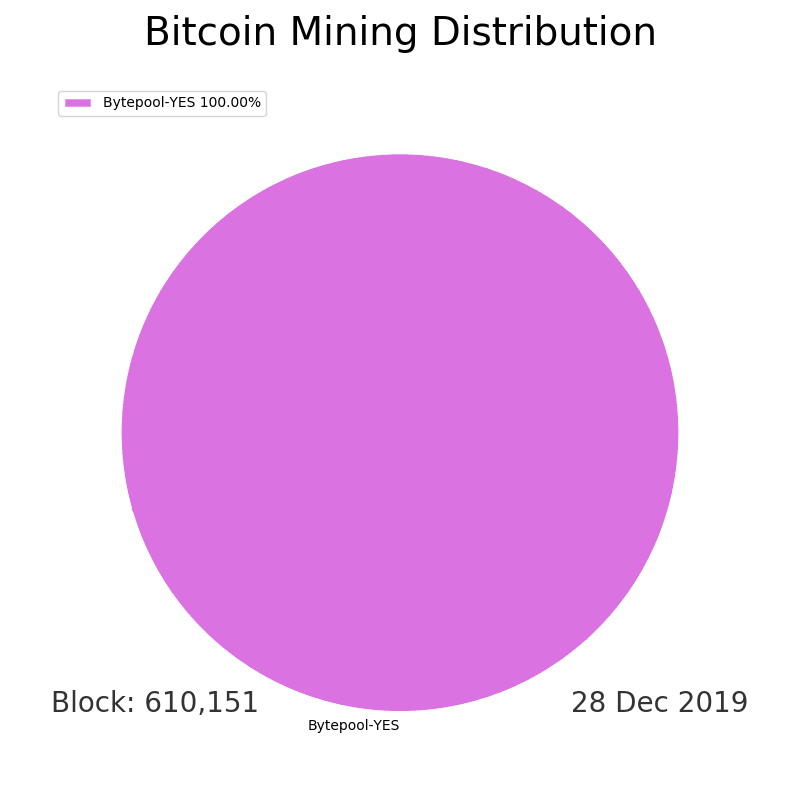 Bitcoin Mining Distribution
Bytepool-YES 100.00%
Block: 610,151
28 Dec 2019
Bytepool-YES